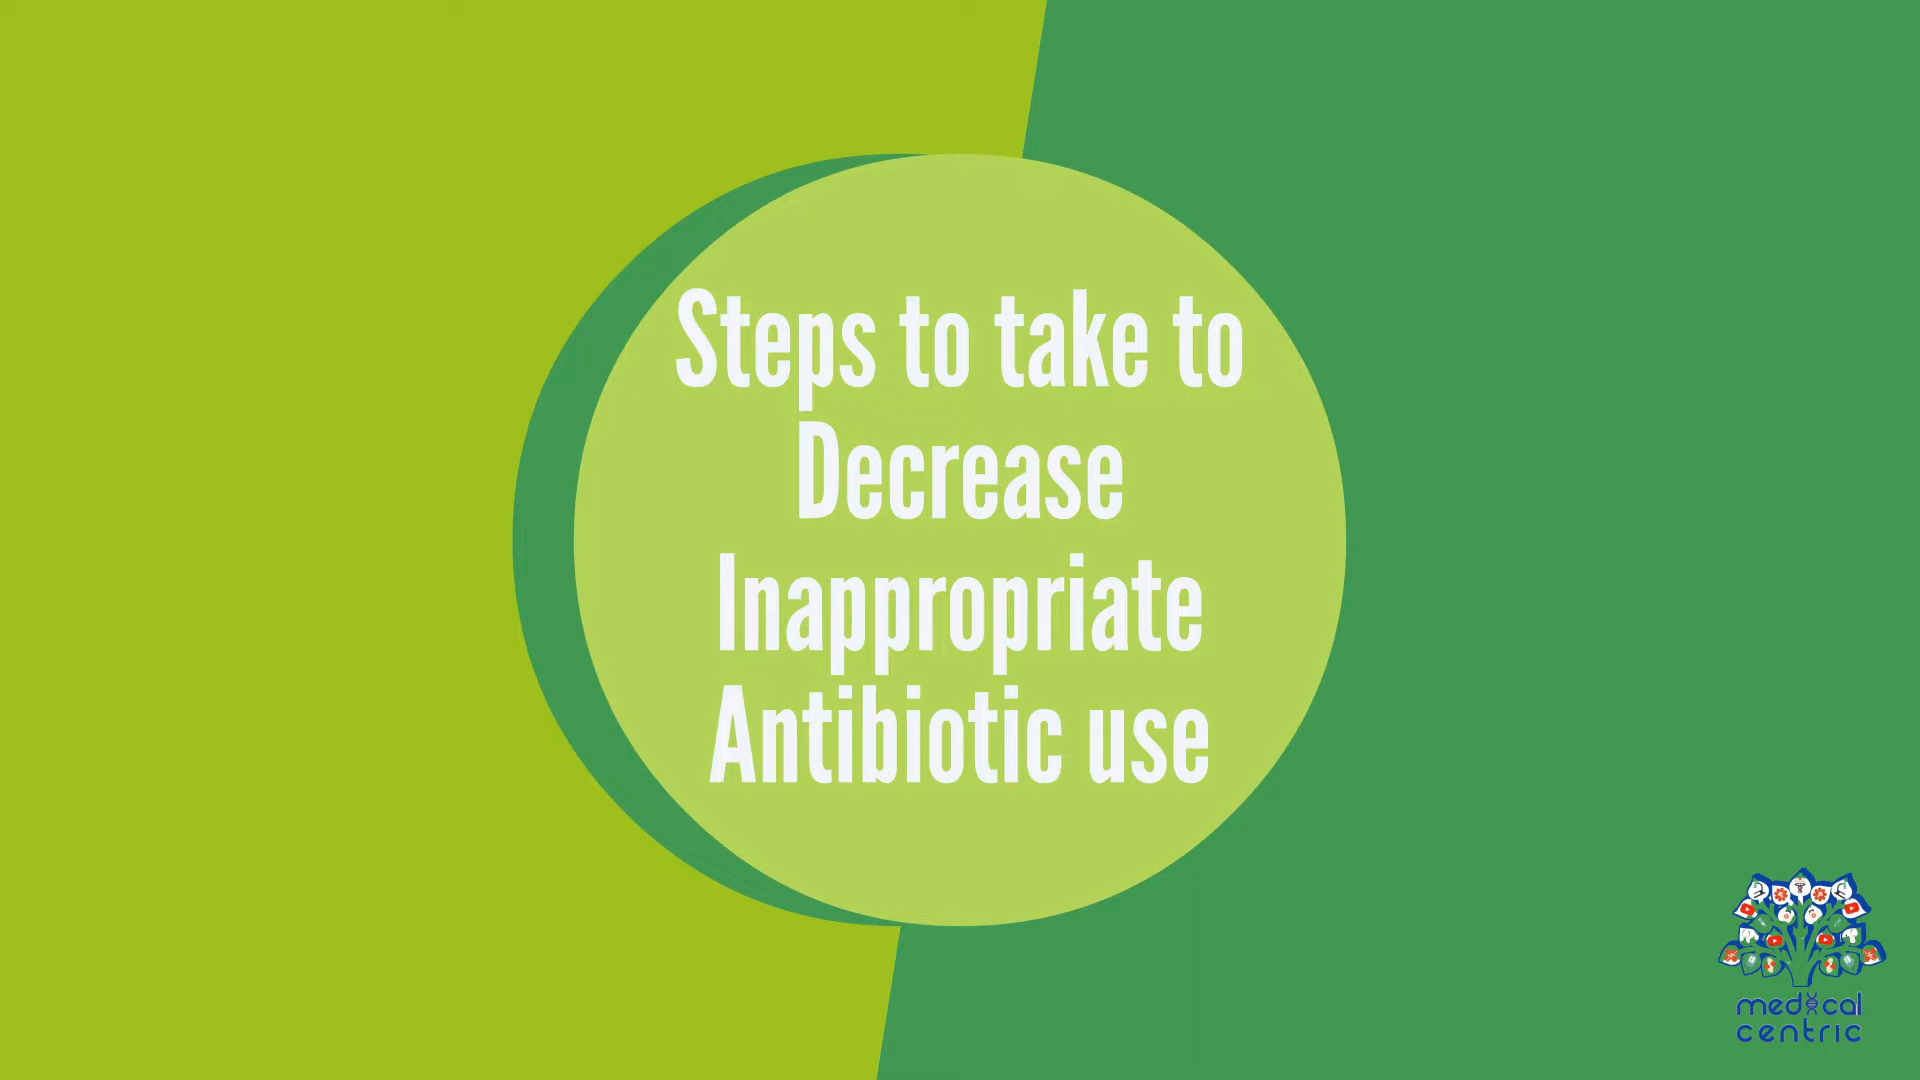 Steps to take to
Decrease
Inappropriate
Antibiotic use
medical
centric